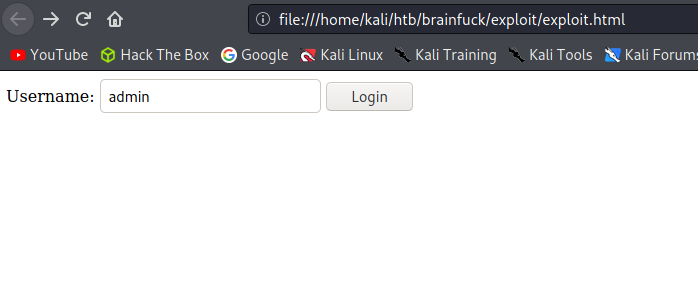 file:///home/kali/htb/brainfuck/exploit/exploit.html
YouTube Hack The Box Google Kali Linux Kali Training Kali Tools Kali Forums
Username: admin Login